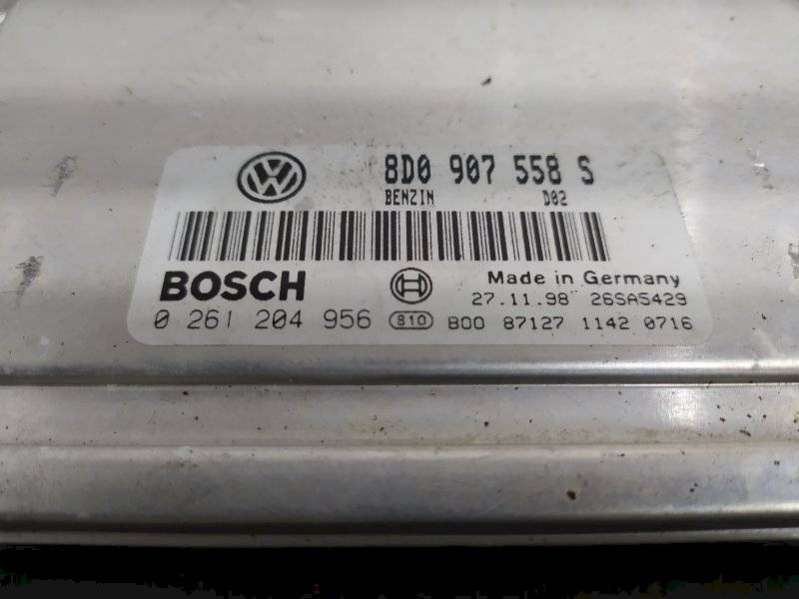 8D0 907 558 S
BENZIN D02
BOSCH
Made in Germany
27.11.98 26SA5429
0 261 204 956 810 B00 87127 1142 0716